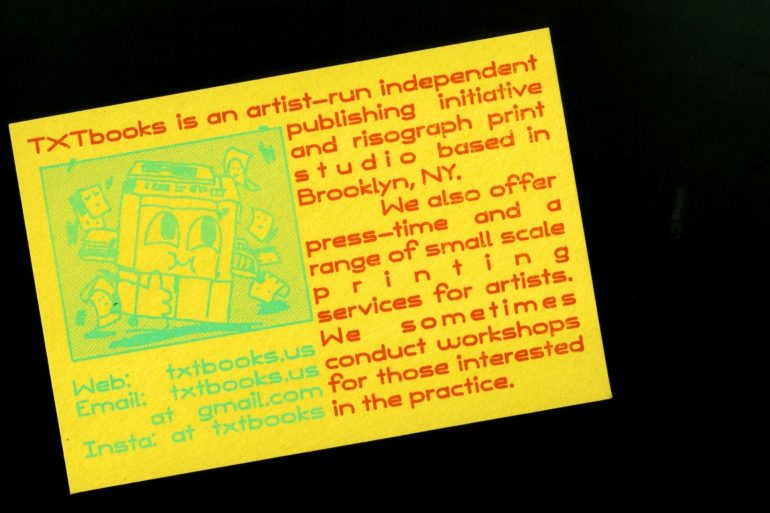 TXTbooks is an artist-run independent
publishing initiative
and risograph print
studio based in
Brooklyn, NY.
We also offer
press-time and a
range of small scale
printing
services for artists.
We sometimes
conduct workshops
for those interested
in the practice.
Web: txtbooks.us
Email: txtbooks.us
at gmail.com
Insta: at txtbooks